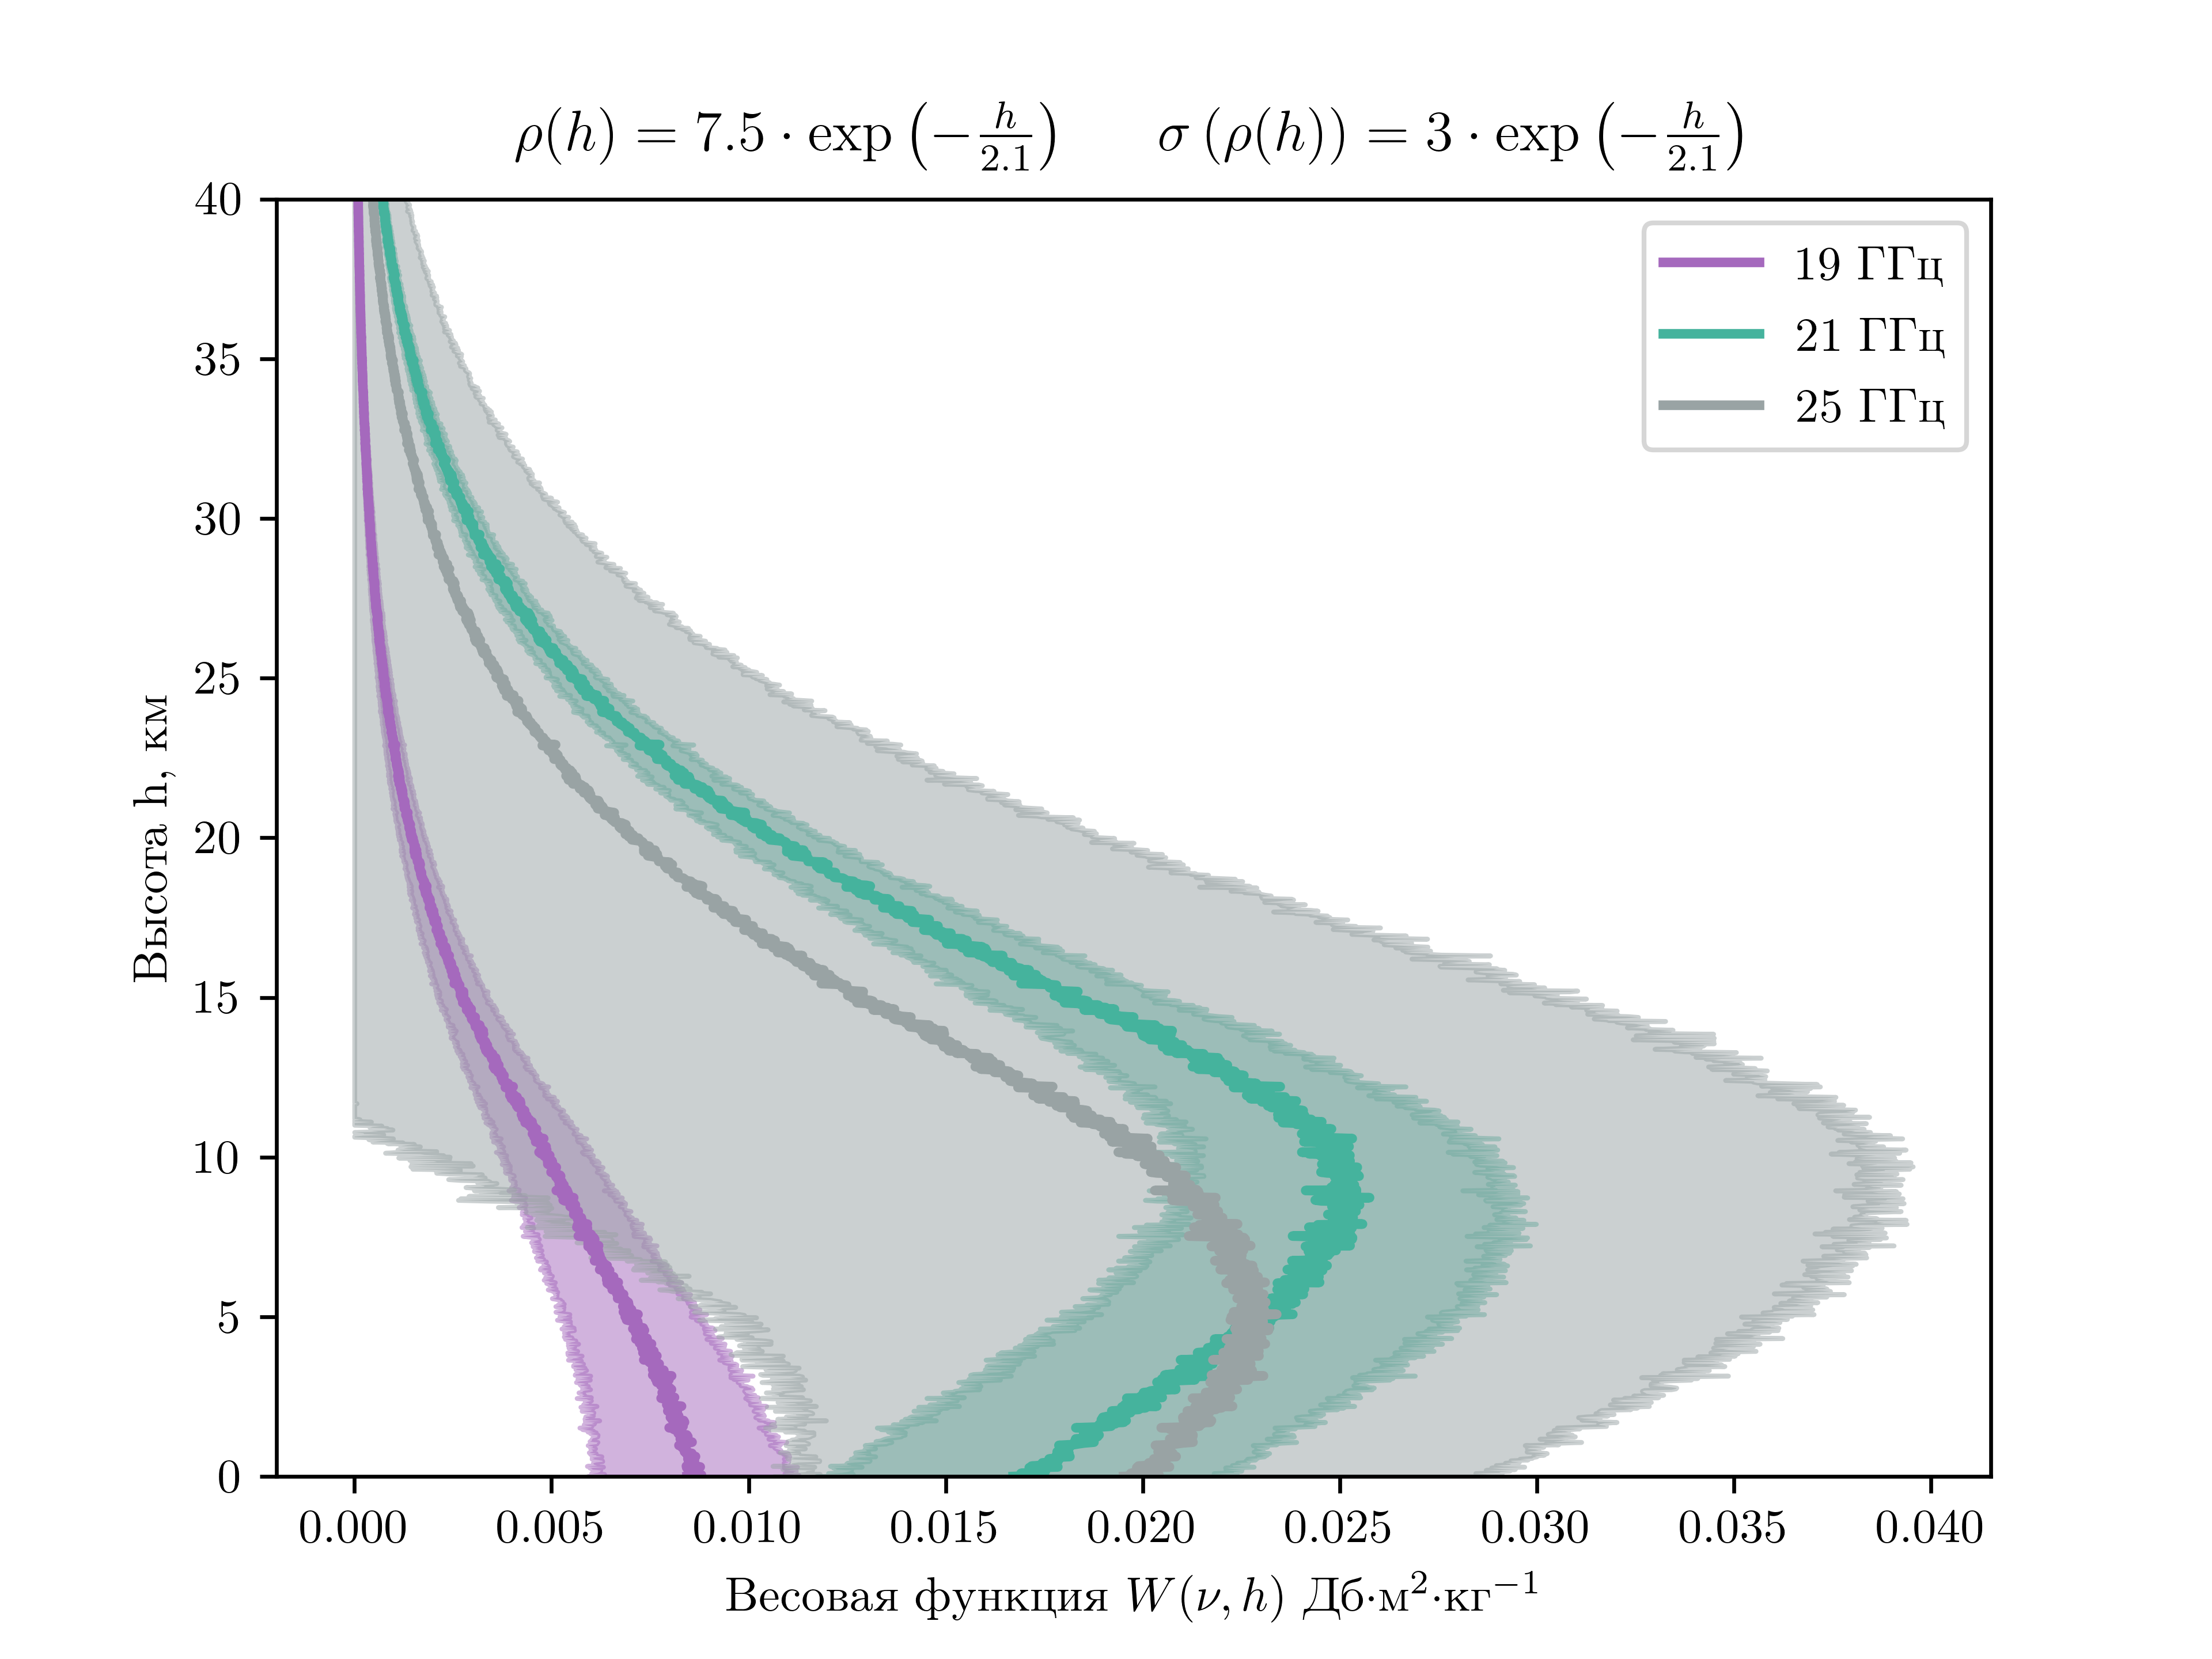 ρ(h) = 7.5 · exp(−h/2.1) σ(ρ(h)) = 3 · exp(−h/2.1)
40
35
30
25
20
15
10
5
0
Высота h, км
19 ГГц
21 ГГц
25 ГГц
0.000 0.005 0.010 0.015 0.020 0.025 0.030 0.035 0.040
Весовая функция W(ν, h) Дб·м²·кг⁻¹